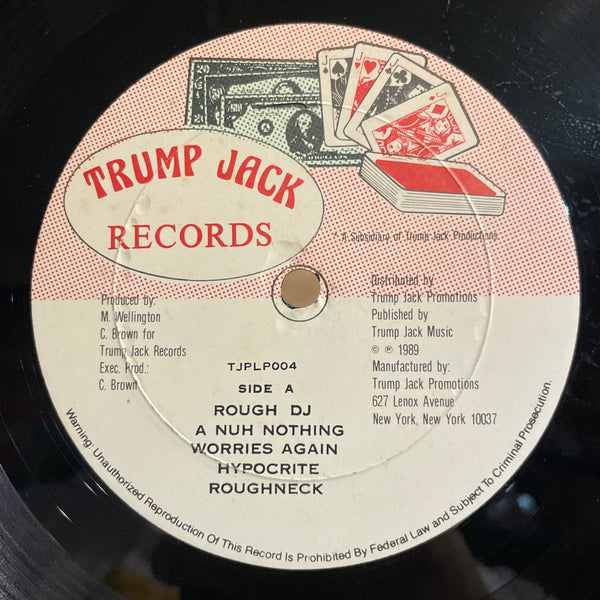 TRUMP JACK
RECORDS
* A Subsidiary of Trump Jack Productions
Produced by:
M. Wellington
C. Brown for
Trump Jack Records
Exec. Prod.:
C. Brown
Distributed by
Trump Jack Promotions
Published by
Trump Jack Music
© ℗ 1989
Manufactured by:
Trump Jack Promotions
627 Lenox Avenue
New York, New York 10037
TJPLP004
SIDE A
ROUGH DJ
A NUH NOTHING
WORRIES AGAIN
HYPOCRITE
ROUGHNECK
Warning: Unauthorized Reproduction Of This Record Is Prohibited By Federal Law and Subject To Criminal Prosecution.